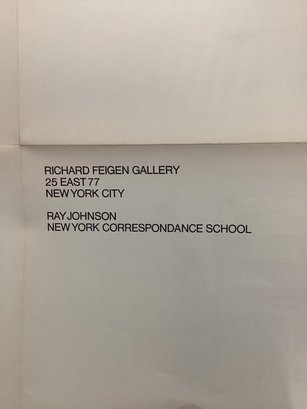 RICHARD FEIGEN GALLERY
25 EAST 77
NEW YORK CITY
RAY JOHNSON
NEW YORK CORRESPONDANCE SCHOOL